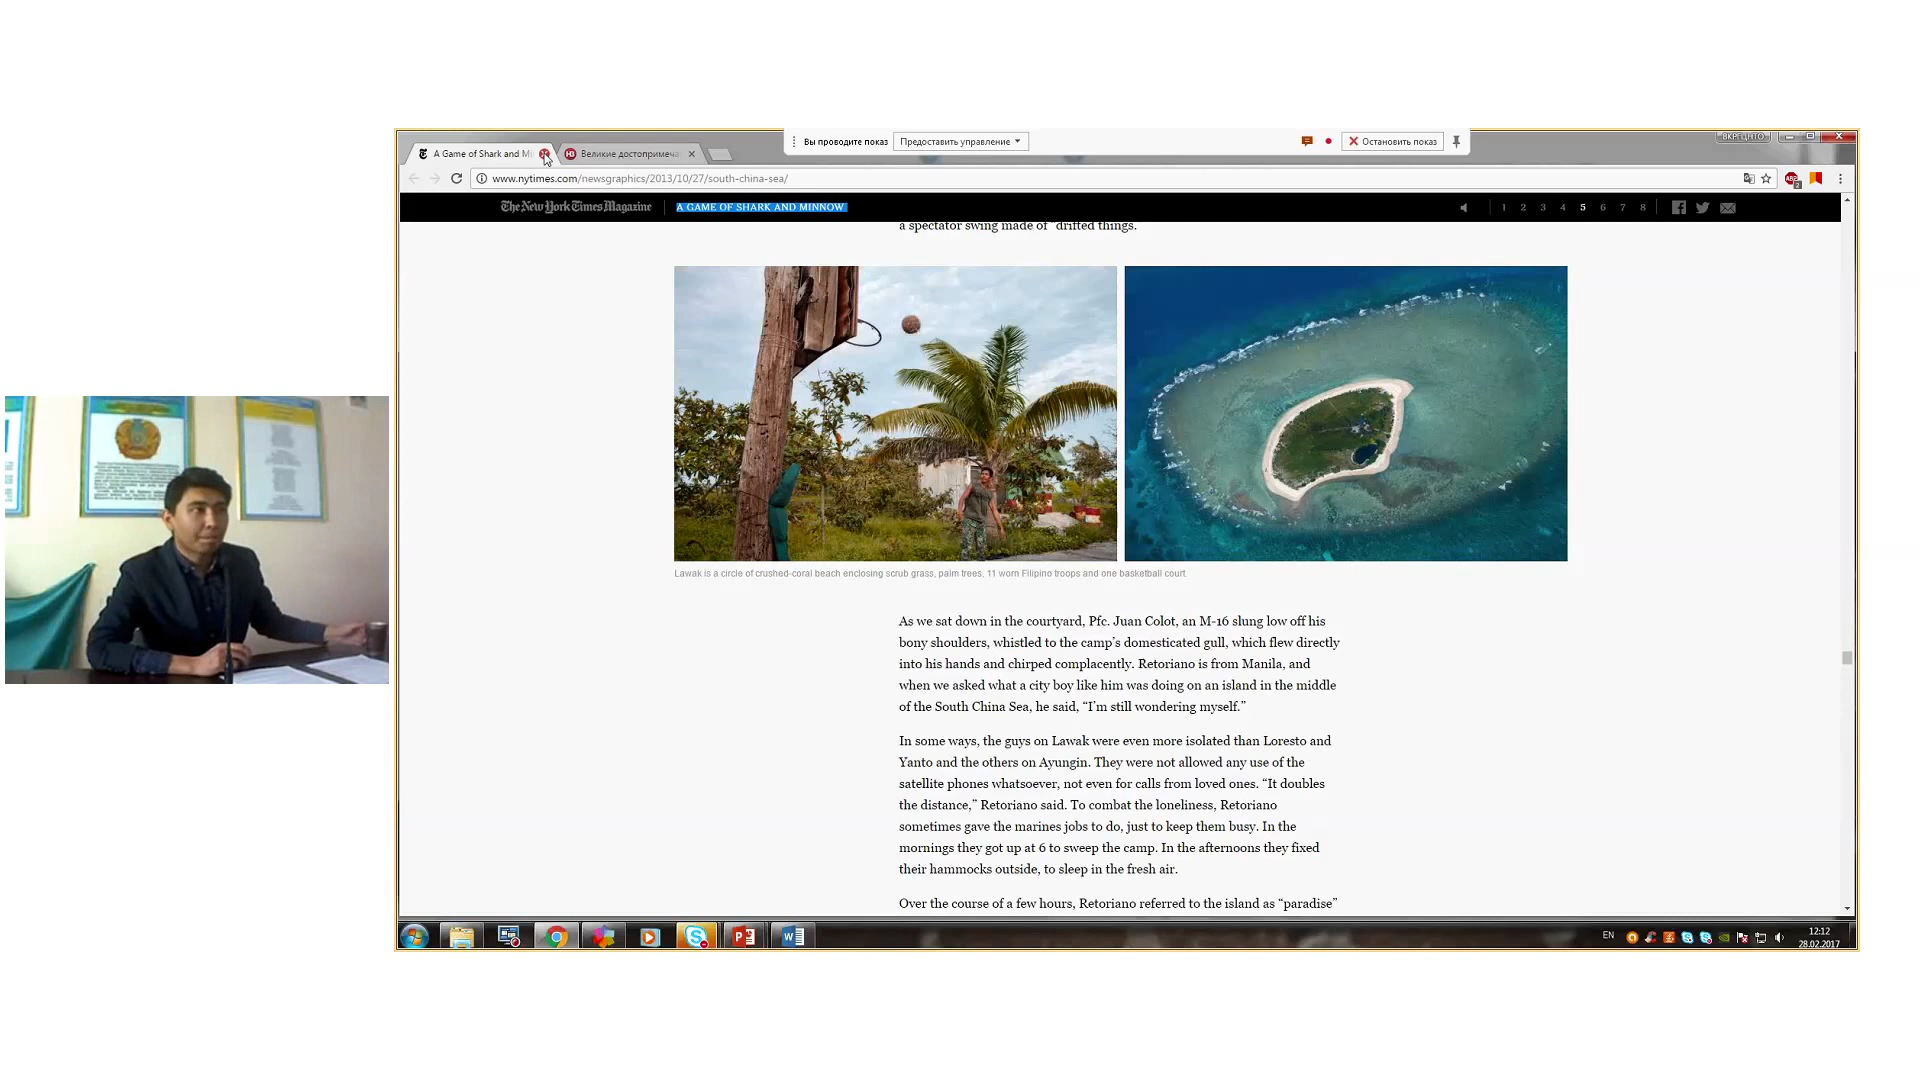 Вы проводите показ
Предоставить управление
Остановить показ
A Game of Shark and Mi
Великие достопримеча
www.nytimes.com/newsgraphics/2013/10/27/south-china-sea/
The New York Times Magazine
A GAME OF SHARK AND MINNOW
1 2 3 4 5 6 7 8
a spectator swing made of “drifted things.
Lawak is a circle of crushed-coral beach enclosing scrub grass, palm trees, 11 worn Filipino troops and one basketball court.
As we sat down in the courtyard, Pfc. Juan Colot, an M-16 slung low off his
bony shoulders, whistled to the camp’s domesticated gull, which flew directly
into his hands and chirped complacently. Retoriano is from Manila, and
when we asked what a city boy like him was doing on an island in the middle
of the South China Sea, he said, “I’m still wondering myself.”
In some ways, the guys on Lawak were even more isolated than Loresto and
Yanto and the others on Ayungin. They were not allowed any use of the
satellite phones whatsoever, not even for calls from loved ones. “It doubles
the distance,” Retoriano said. To combat the loneliness, Retoriano
sometimes gave the marines jobs to do, just to keep them busy. In the
mornings they got up at 6 to sweep the camp. In the afternoons they fixed
their hammocks outside, to sleep in the fresh air.
Over the course of a few hours, Retoriano referred to the island as “paradise”
EN
12:12
28.02.2017